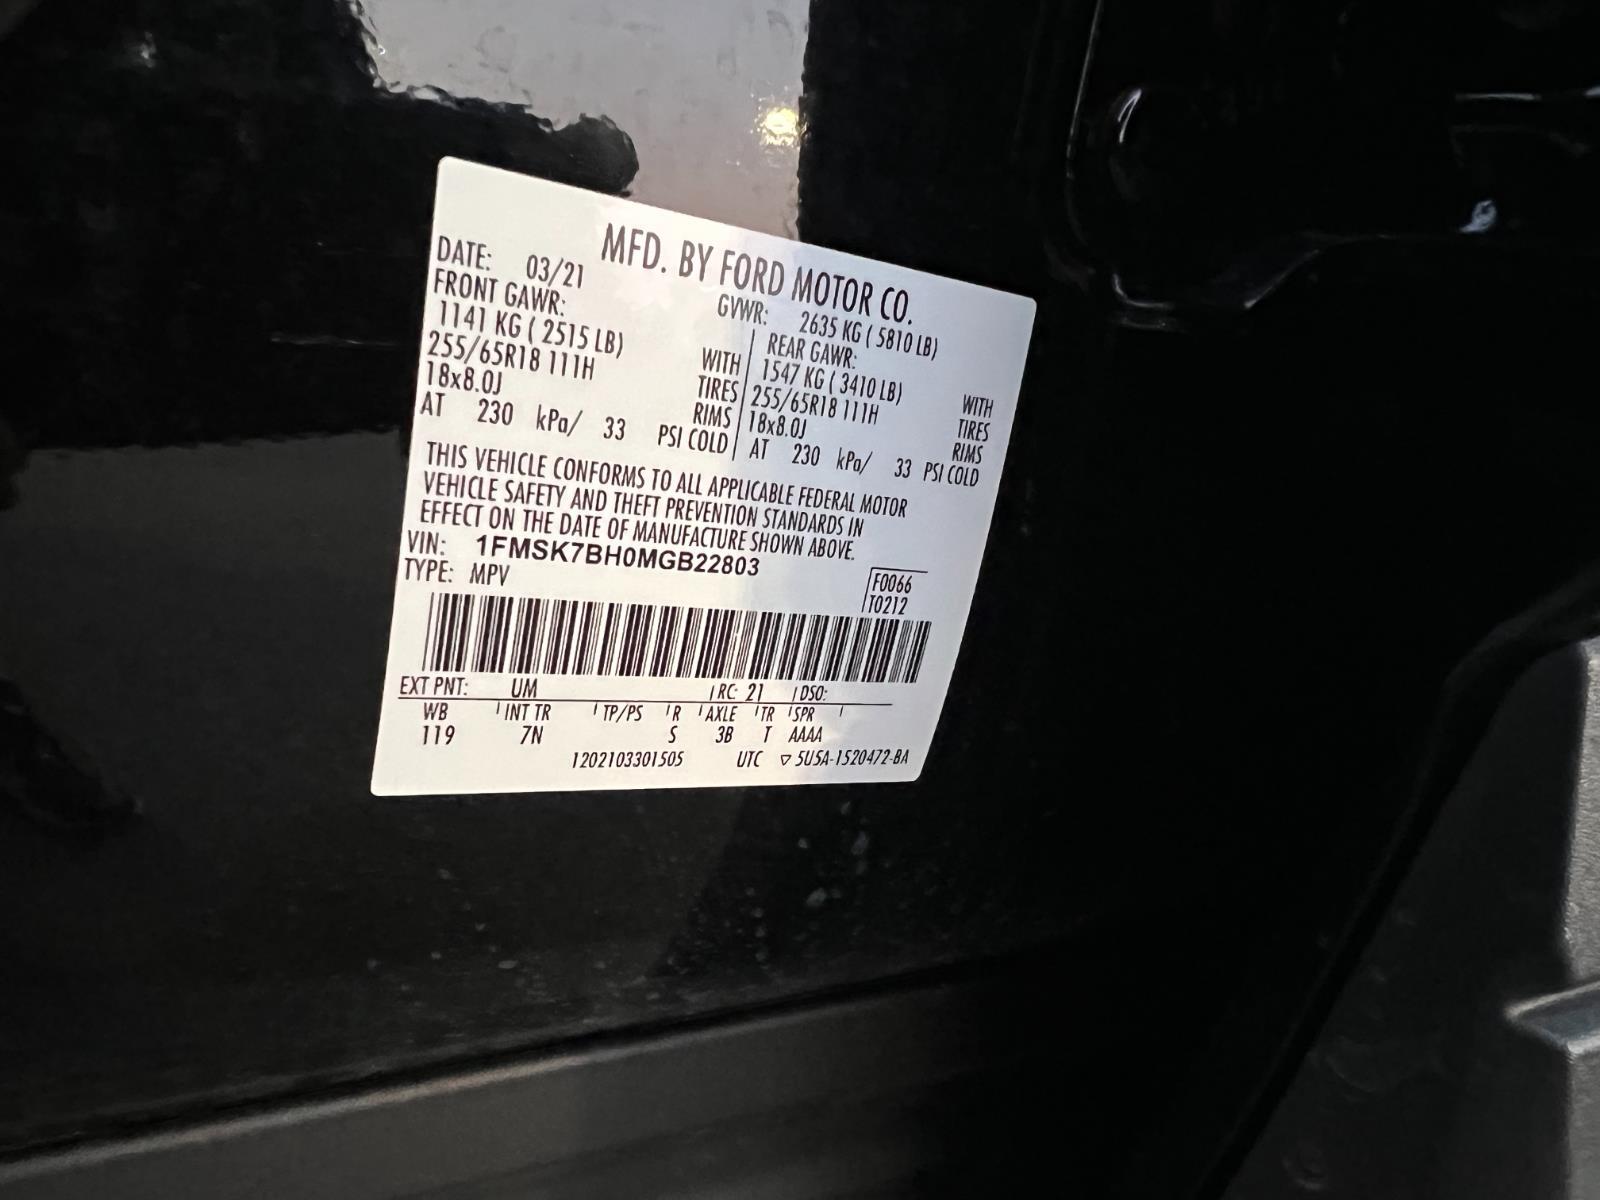 MFD. BY FORD MOTOR CO.
DATE: 03/21 GVWR: 2635 KG ( 5810 LB)
FRONT GAWR: REAR GAWR:
1141 KG ( 2515 LB) WITH 1547 KG ( 3410 LB) WITH
255/65R18 111H TIRES 255/65R18 111H TIRES
18x8.0J RIMS 18x8.0J RIMS
AT 230 kPa/ 33 PSI COLD AT 230 kPa/ 33 PSI COLD
THIS VEHICLE CONFORMS TO ALL APPLICABLE FEDERAL MOTOR
VEHICLE SAFETY AND THEFT PREVENTION STANDARDS IN
EFFECT ON THE DATE OF MANUFACTURE SHOWN ABOVE.
VIN: 1FMSK7BH0MGB22803
TYPE: MPV
F0066
T0212
EXT PNT: UM RC: 21 DSO:
WB INT TR TP/PS R AXLE TR SPR
119 7N S 3B T AAAA
1202103301505 UTC ▽ 5U5A-1520472-BA